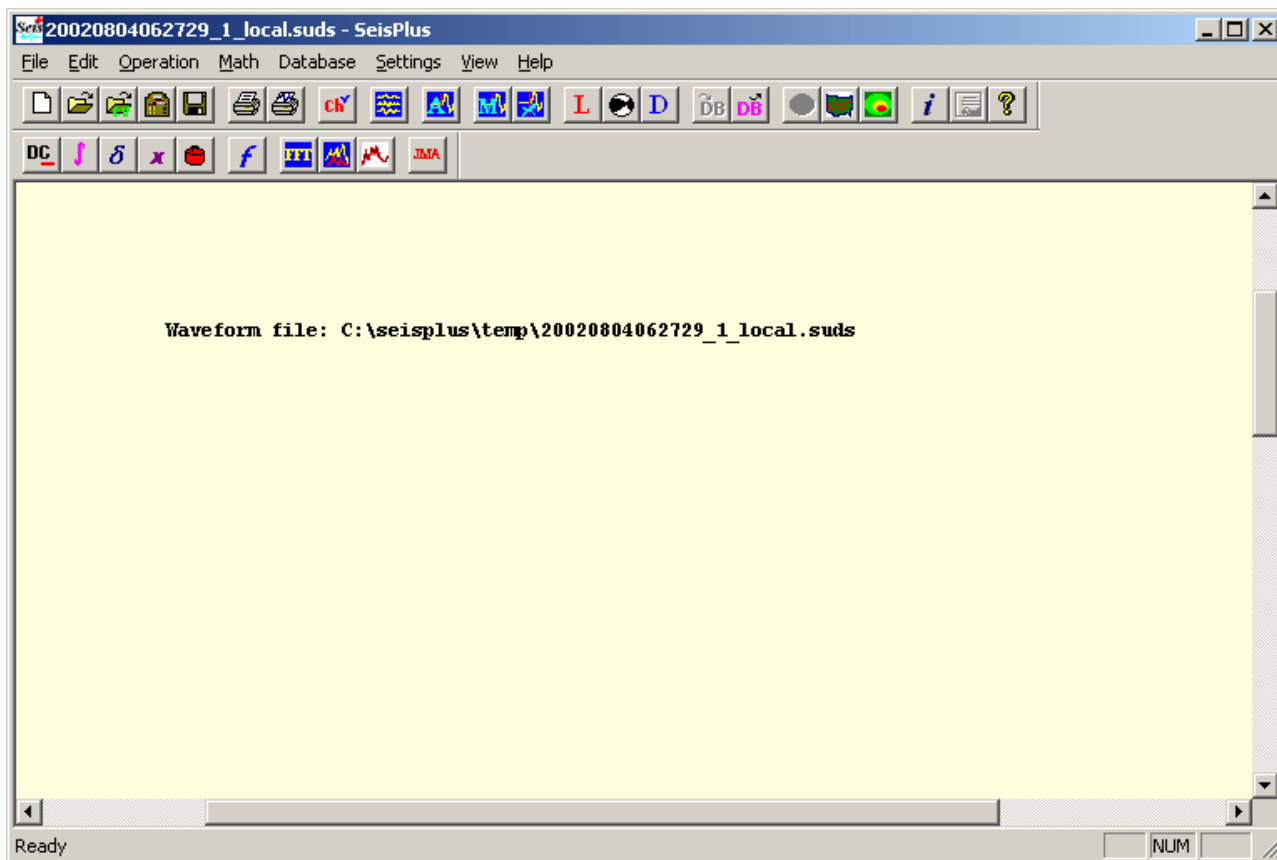 Seis 20020804062729_1_local.suds - SeisPlus
File Edit Operation Math Database Settings View Help
Ch A M L D DB DB i ?
DC ∫ δ x f FFT JMA
Waveform file: C:\seisplus\temp\20020804062729_1_local.suds
Ready NUM